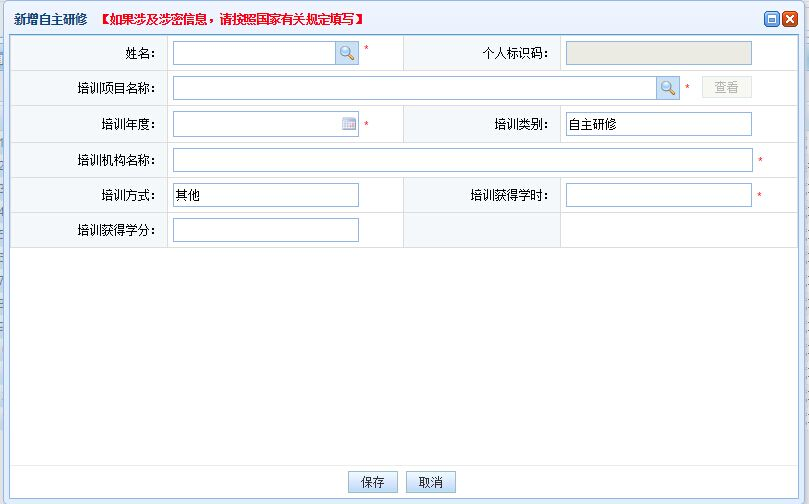 新增自主研修 【如果涉及涉密信息，请按照国家有关规定填写】
姓名： * 个人标识码：
培训项目名称： * 查看
培训年度： * 培训类别： 自主研修
培训机构名称： *
培训方式： 其他 培训获得学时： *
培训获得学分：
保存 取消